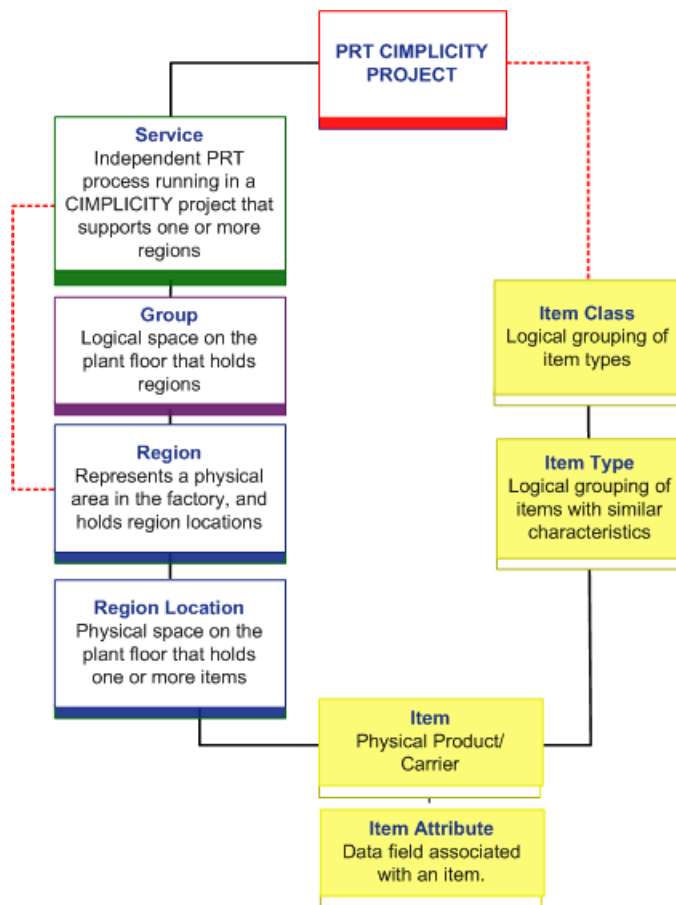 PRT CIMPLICITY
PROJECT
Service
Independent PRT
process running in a
CIMPLICITY project that
supports one or more
regions
Group
Logical space on the
plant floor that holds
regions
Region
Represents a physical
area in the factory, and
holds region locations
Region Location
Physical space on the
plant floor that holds
one or more items
Item Class
Logical grouping of
item types
Item Type
Logical grouping of
items with similar
characteristics
Item
Physical Product/
Carrier
Item Attribute
Data field associated
with an item.